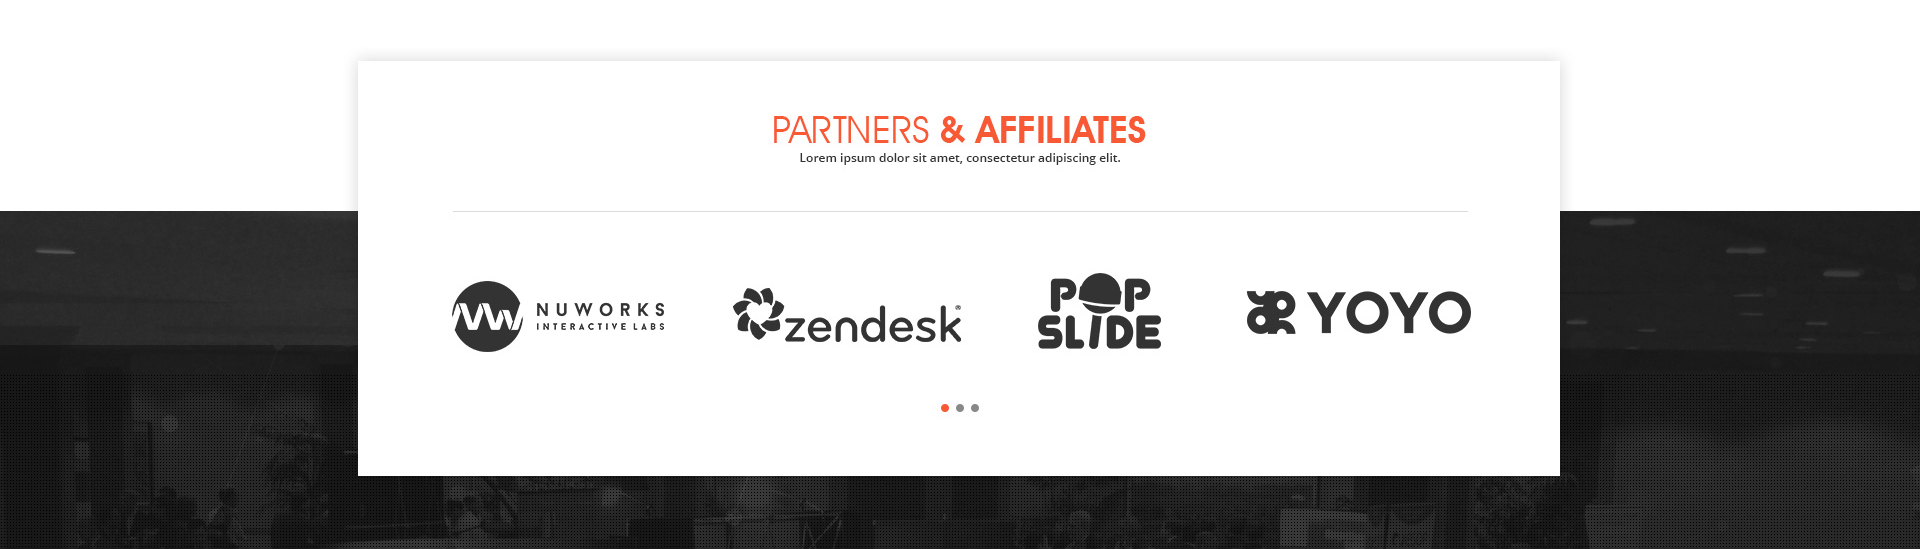 PARTNERS & AFFILIATES
Lorem ipsum dolor sit amet, consectetur adipiscing elit.
NUWORKS
INTERACTIVE LABS
zendesk®
POP
SLIDE
YOYO